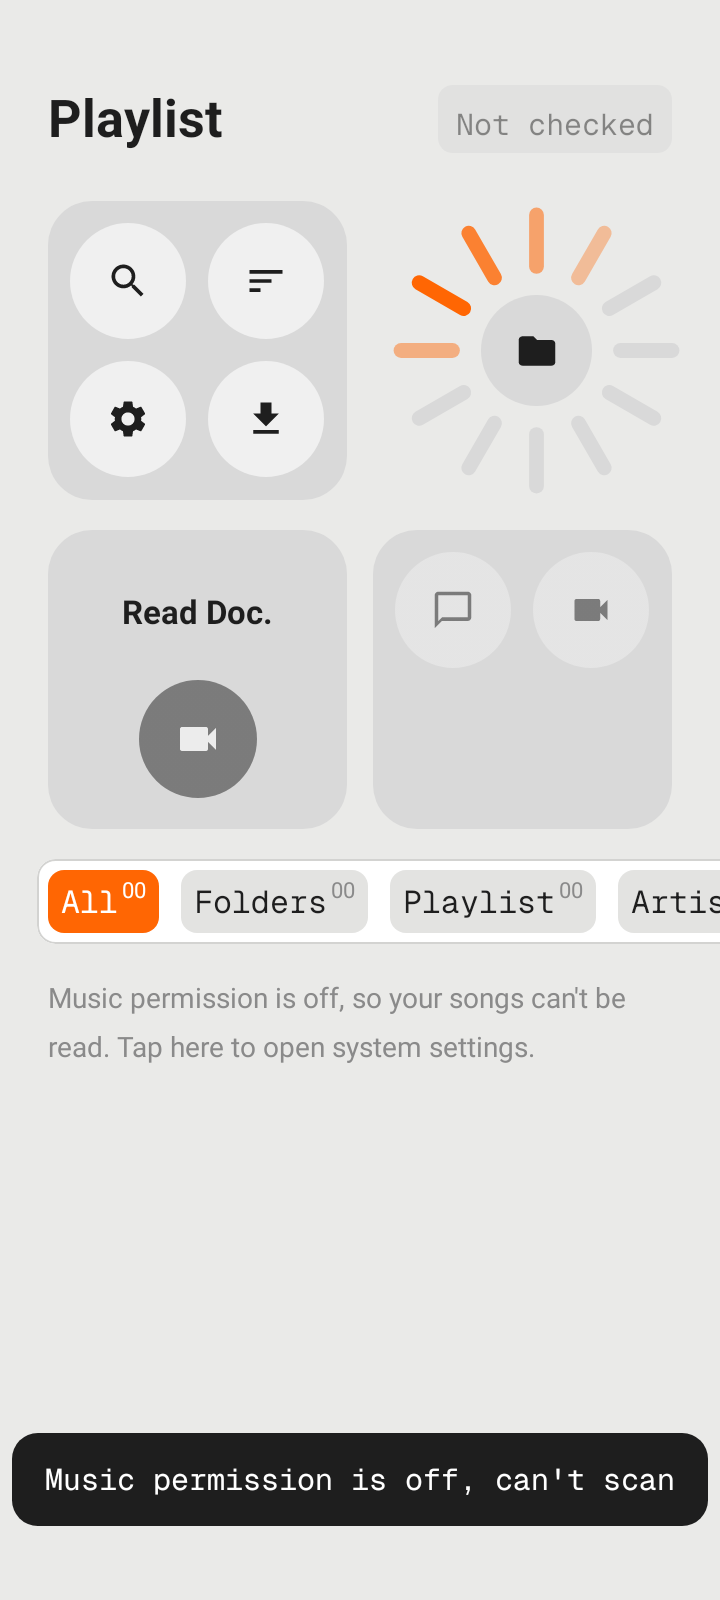 Playlist
Not checked
Read Doc.
All 00
Folders 00
Playlist 00
Artis
Music permission is off, so your songs can't be
read. Tap here to open system settings.
Music permission is off, can't scan